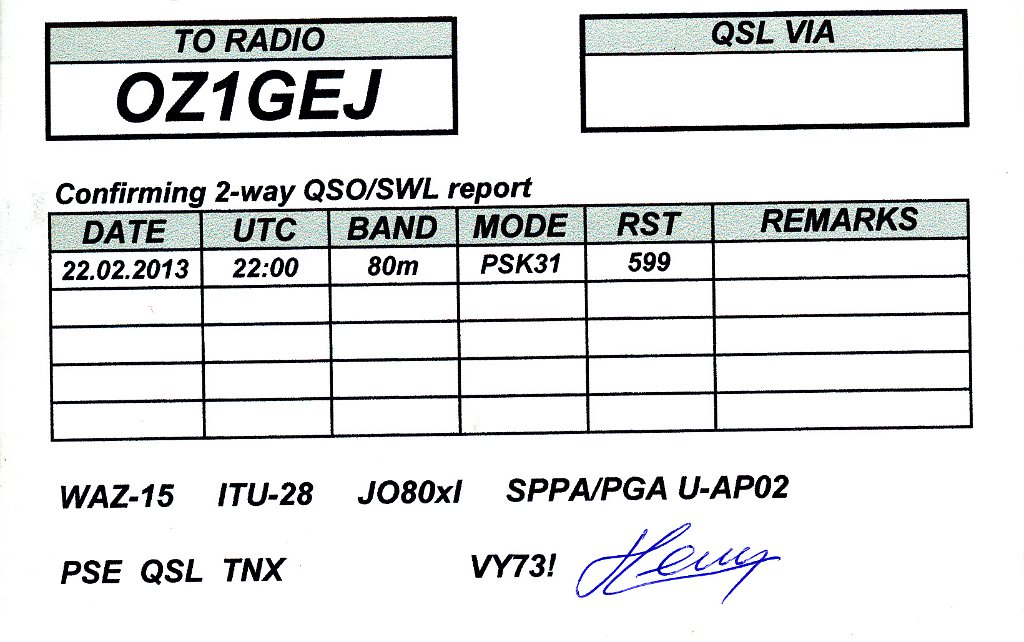 TO RADIO
OZ1GEJ
QSL VIA
Confirming 2-way QSO/SWL report
DATE UTC BAND MODE RST REMARKS
22.02.2013 22:00 80m PSK31 599
WAZ-15 ITU-28 JO80xl SPPA/PGA U-AP02
PSE QSL TNX VY73!